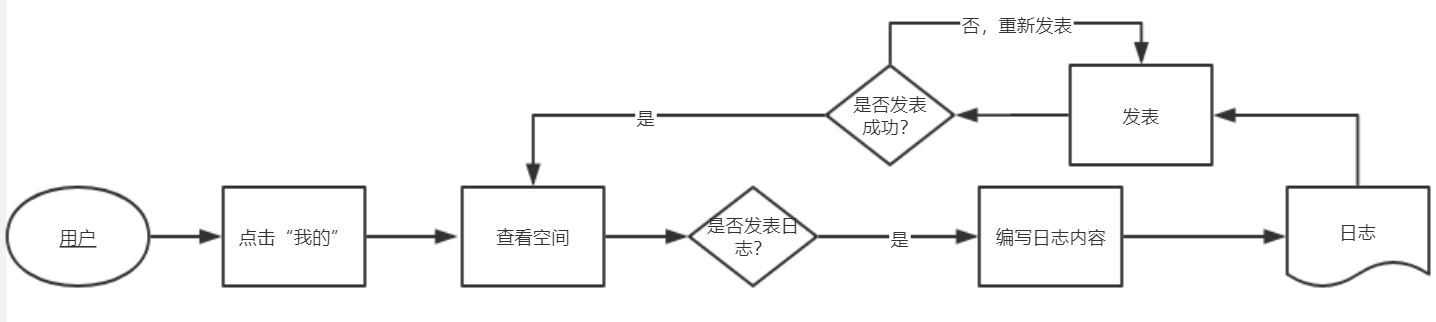 否，重新发表
是否发表
成功？
发表
是
用户
点击“我的”
查看空间
是否发表日
志？
是
编写日志内容
日志